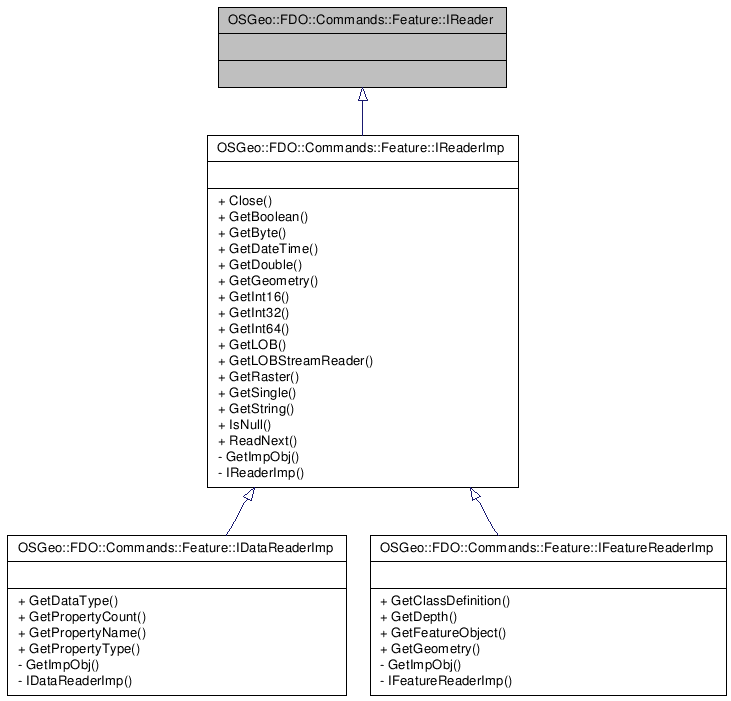 OSGeo::FDO::Commands::Feature::IReader
OSGeo::FDO::Commands::Feature::IReaderImp
+ Close()
+ GetBoolean()
+ GetByte()
+ GetDateTime()
+ GetDouble()
+ GetGeometry()
+ GetInt16()
+ GetInt32()
+ GetInt64()
+ GetLOB()
+ GetLOBStreamReader()
+ GetRaster()
+ GetSingle()
+ GetString()
+ IsNull()
+ ReadNext()
- GetImpObj()
- IReaderImp()
OSGeo::FDO::Commands::Feature::IDataReaderImp
+ GetDataType()
+ GetPropertyCount()
+ GetPropertyName()
+ GetPropertyType()
- GetImpObj()
- IDataReaderImp()
OSGeo::FDO::Commands::Feature::IFeatureReaderImp
+ GetClassDefinition()
+ GetDepth()
+ GetFeatureObject()
+ GetGeometry()
- GetImpObj()
- IFeatureReaderImp()